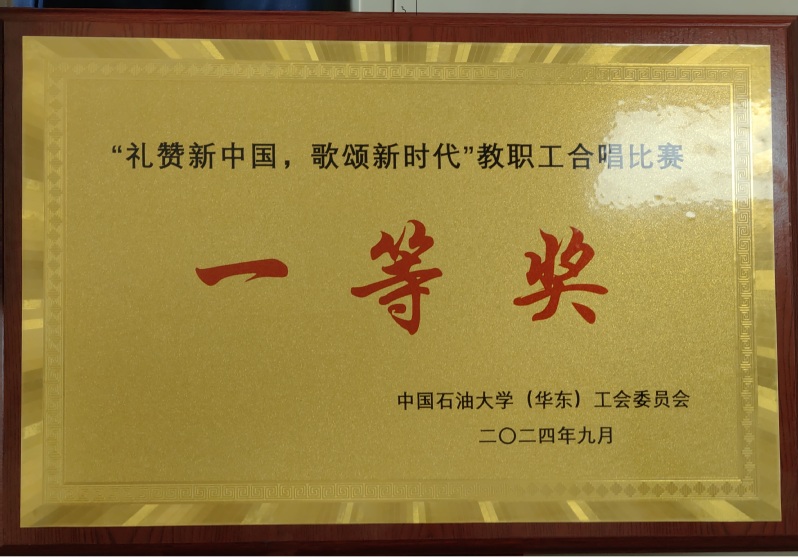 “礼赞新中国，歌颂新时代”教职工合唱比赛
一等奖
中国石油大学（华东）工会委员会
二〇二四年九月